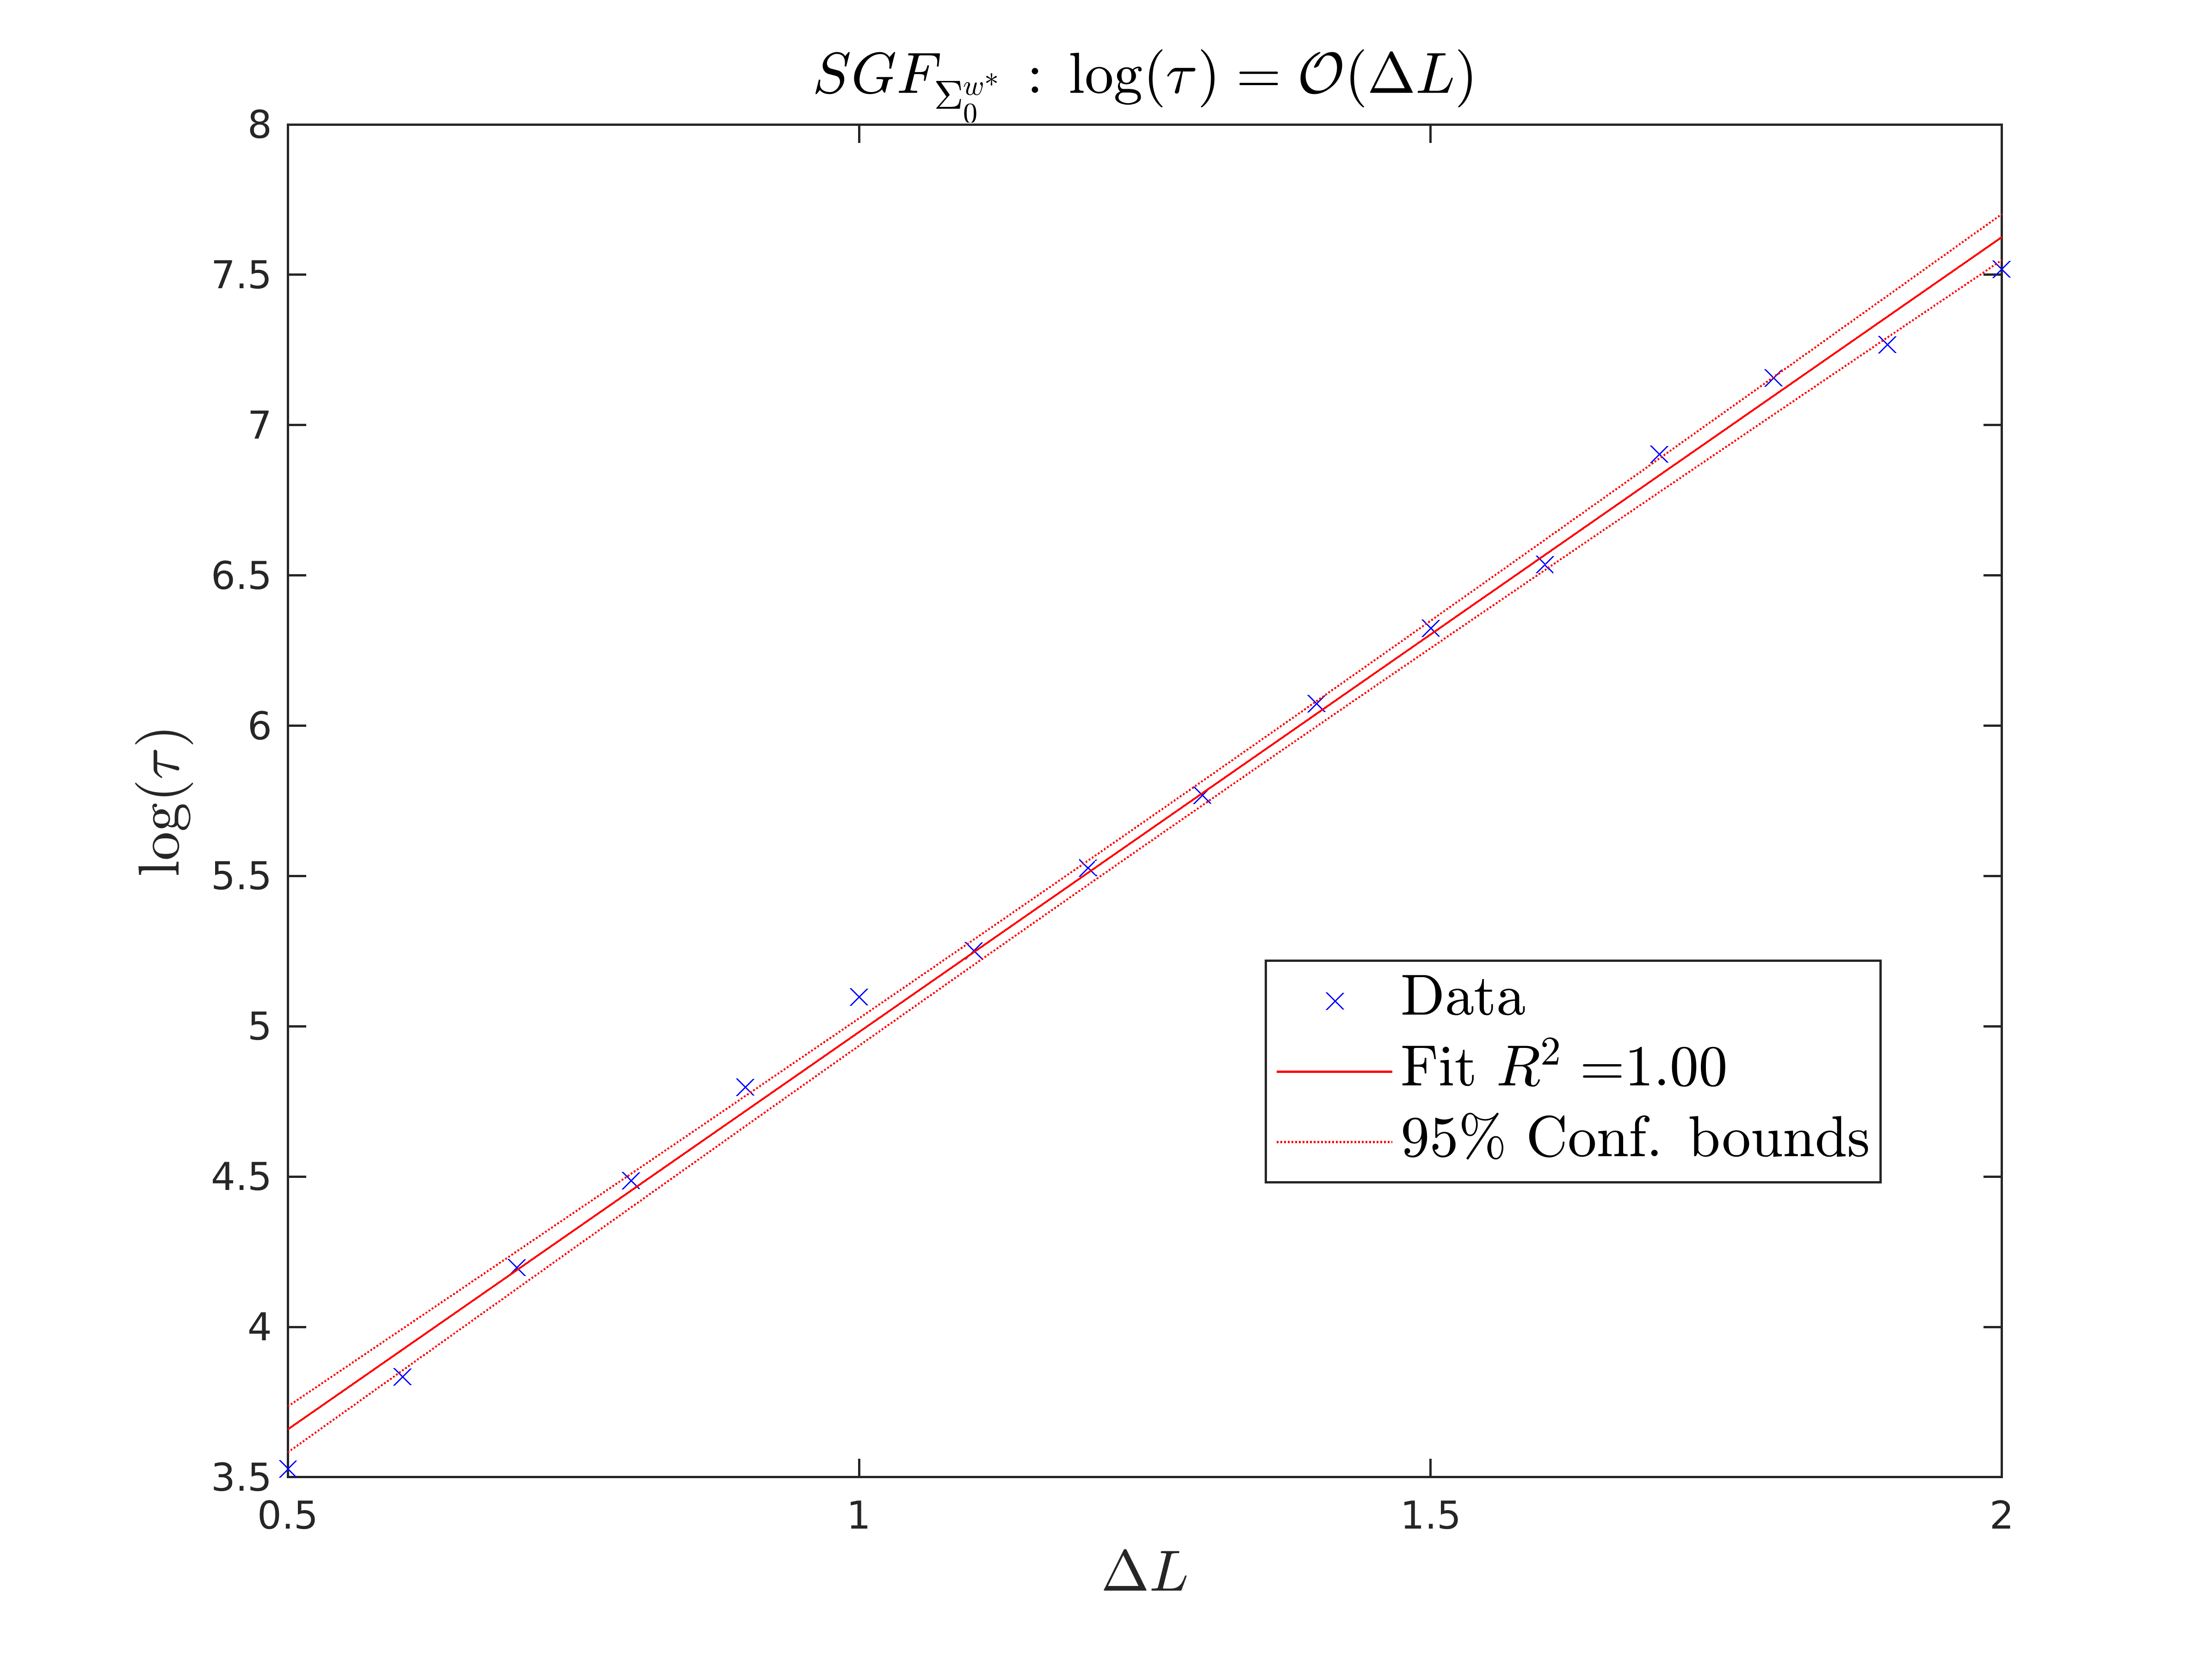 SGF_{Σ_0^{w*}} : log(τ) = 𝒪(ΔL)
8
7.5
7
6.5
6
5.5
5
4.5
4
3.5
log(τ)
Data
Fit R² =1.00
95% Conf. bounds
0.5 1 1.5 2
ΔL